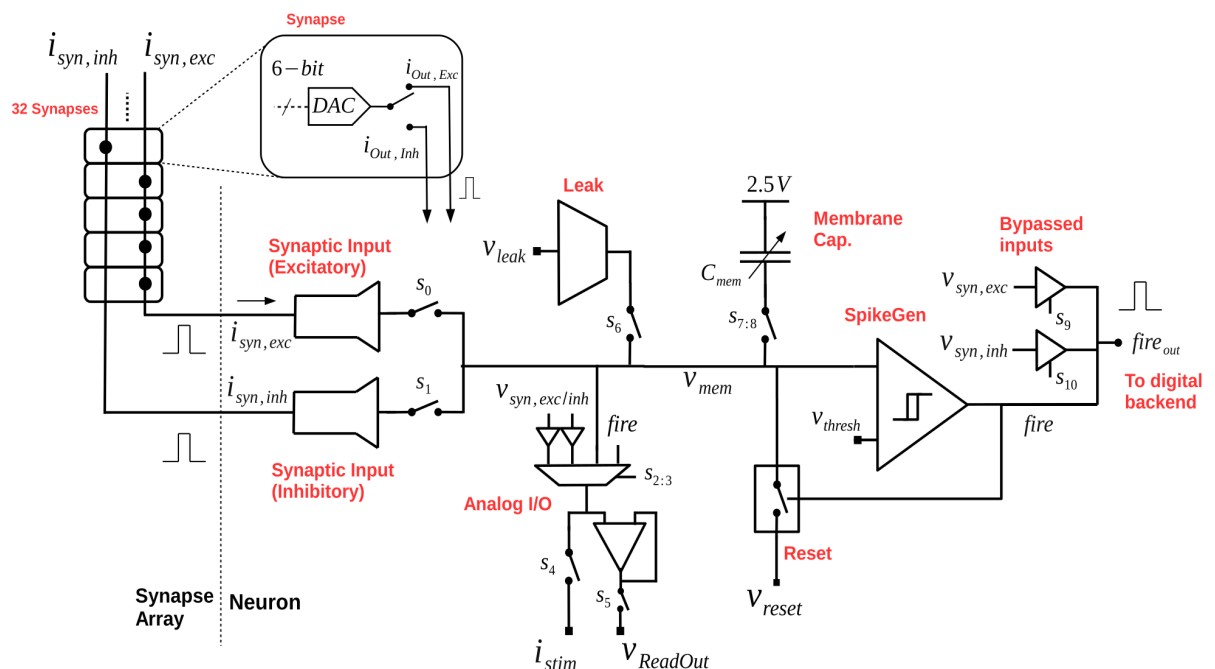 Synapse
i_syn,inh
i_syn,exc
6−bit
DAC
i_Out,Exc
i_Out,Inh
32 Synapses
Leak
v_leak
s_6
2.5V
Membrane
Cap.
C_mem
s_7:8
Bypassed
inputs
v_syn,exc
s_9
v_syn,inh
s_10
fire_out
To digital
backend
Synaptic Input
(Excitatory)
s_0
i_syn,exc
i_syn,inh
s_1
Synaptic Input
(Inhibitory)
v_syn,exc/inh
fire
s_2:3
Analog I/O
s_4
s_5
i_stim
v_ReadOut
v_mem
SpikeGen
v_thresh
fire
Reset
v_reset
Synapse
Array
Neuron